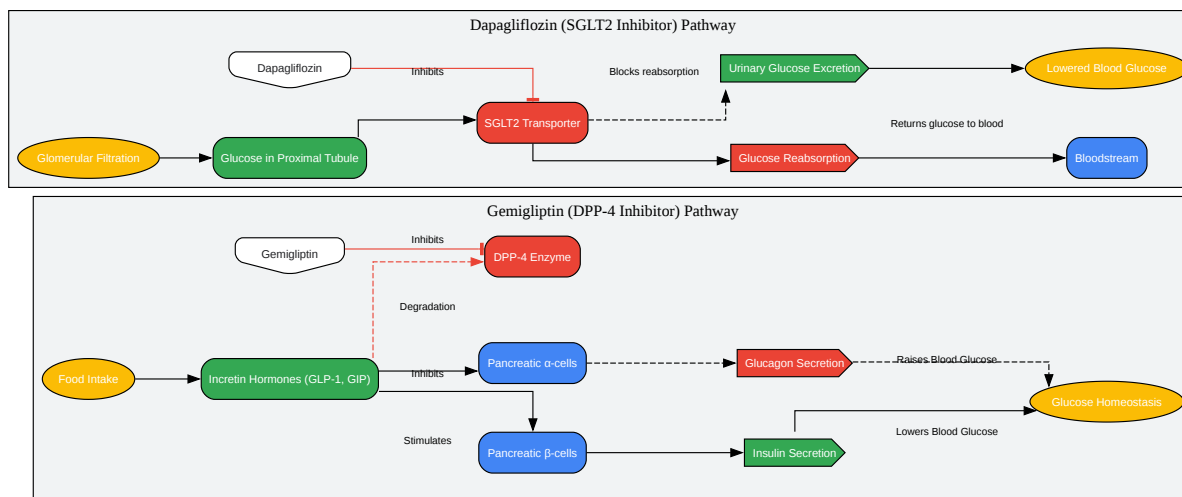 Dapagliflozin (SGLT2 Inhibitor) Pathway
Dapagliflozin
Inhibits
Blocks reabsorption
Urinary Glucose Excretion
Lowered Blood Glucose
SGLT2 Transporter
Returns glucose to blood
Glomerular Filtration
Glucose in Proximal Tubule
Glucose Reabsorption
Bloodstream
Gemigliptin (DPP-4 Inhibitor) Pathway
Gemigliptin
Inhibits
DPP-4 Enzyme
Degradation
Food Intake
Incretin Hormones (GLP-1, GIP)
Inhibits
Pancreatic α-cells
Glucagon Secretion
Raises Blood Glucose
Glucose Homeostasis
Stimulates
Pancreatic β-cells
Insulin Secretion
Lowers Blood Glucose